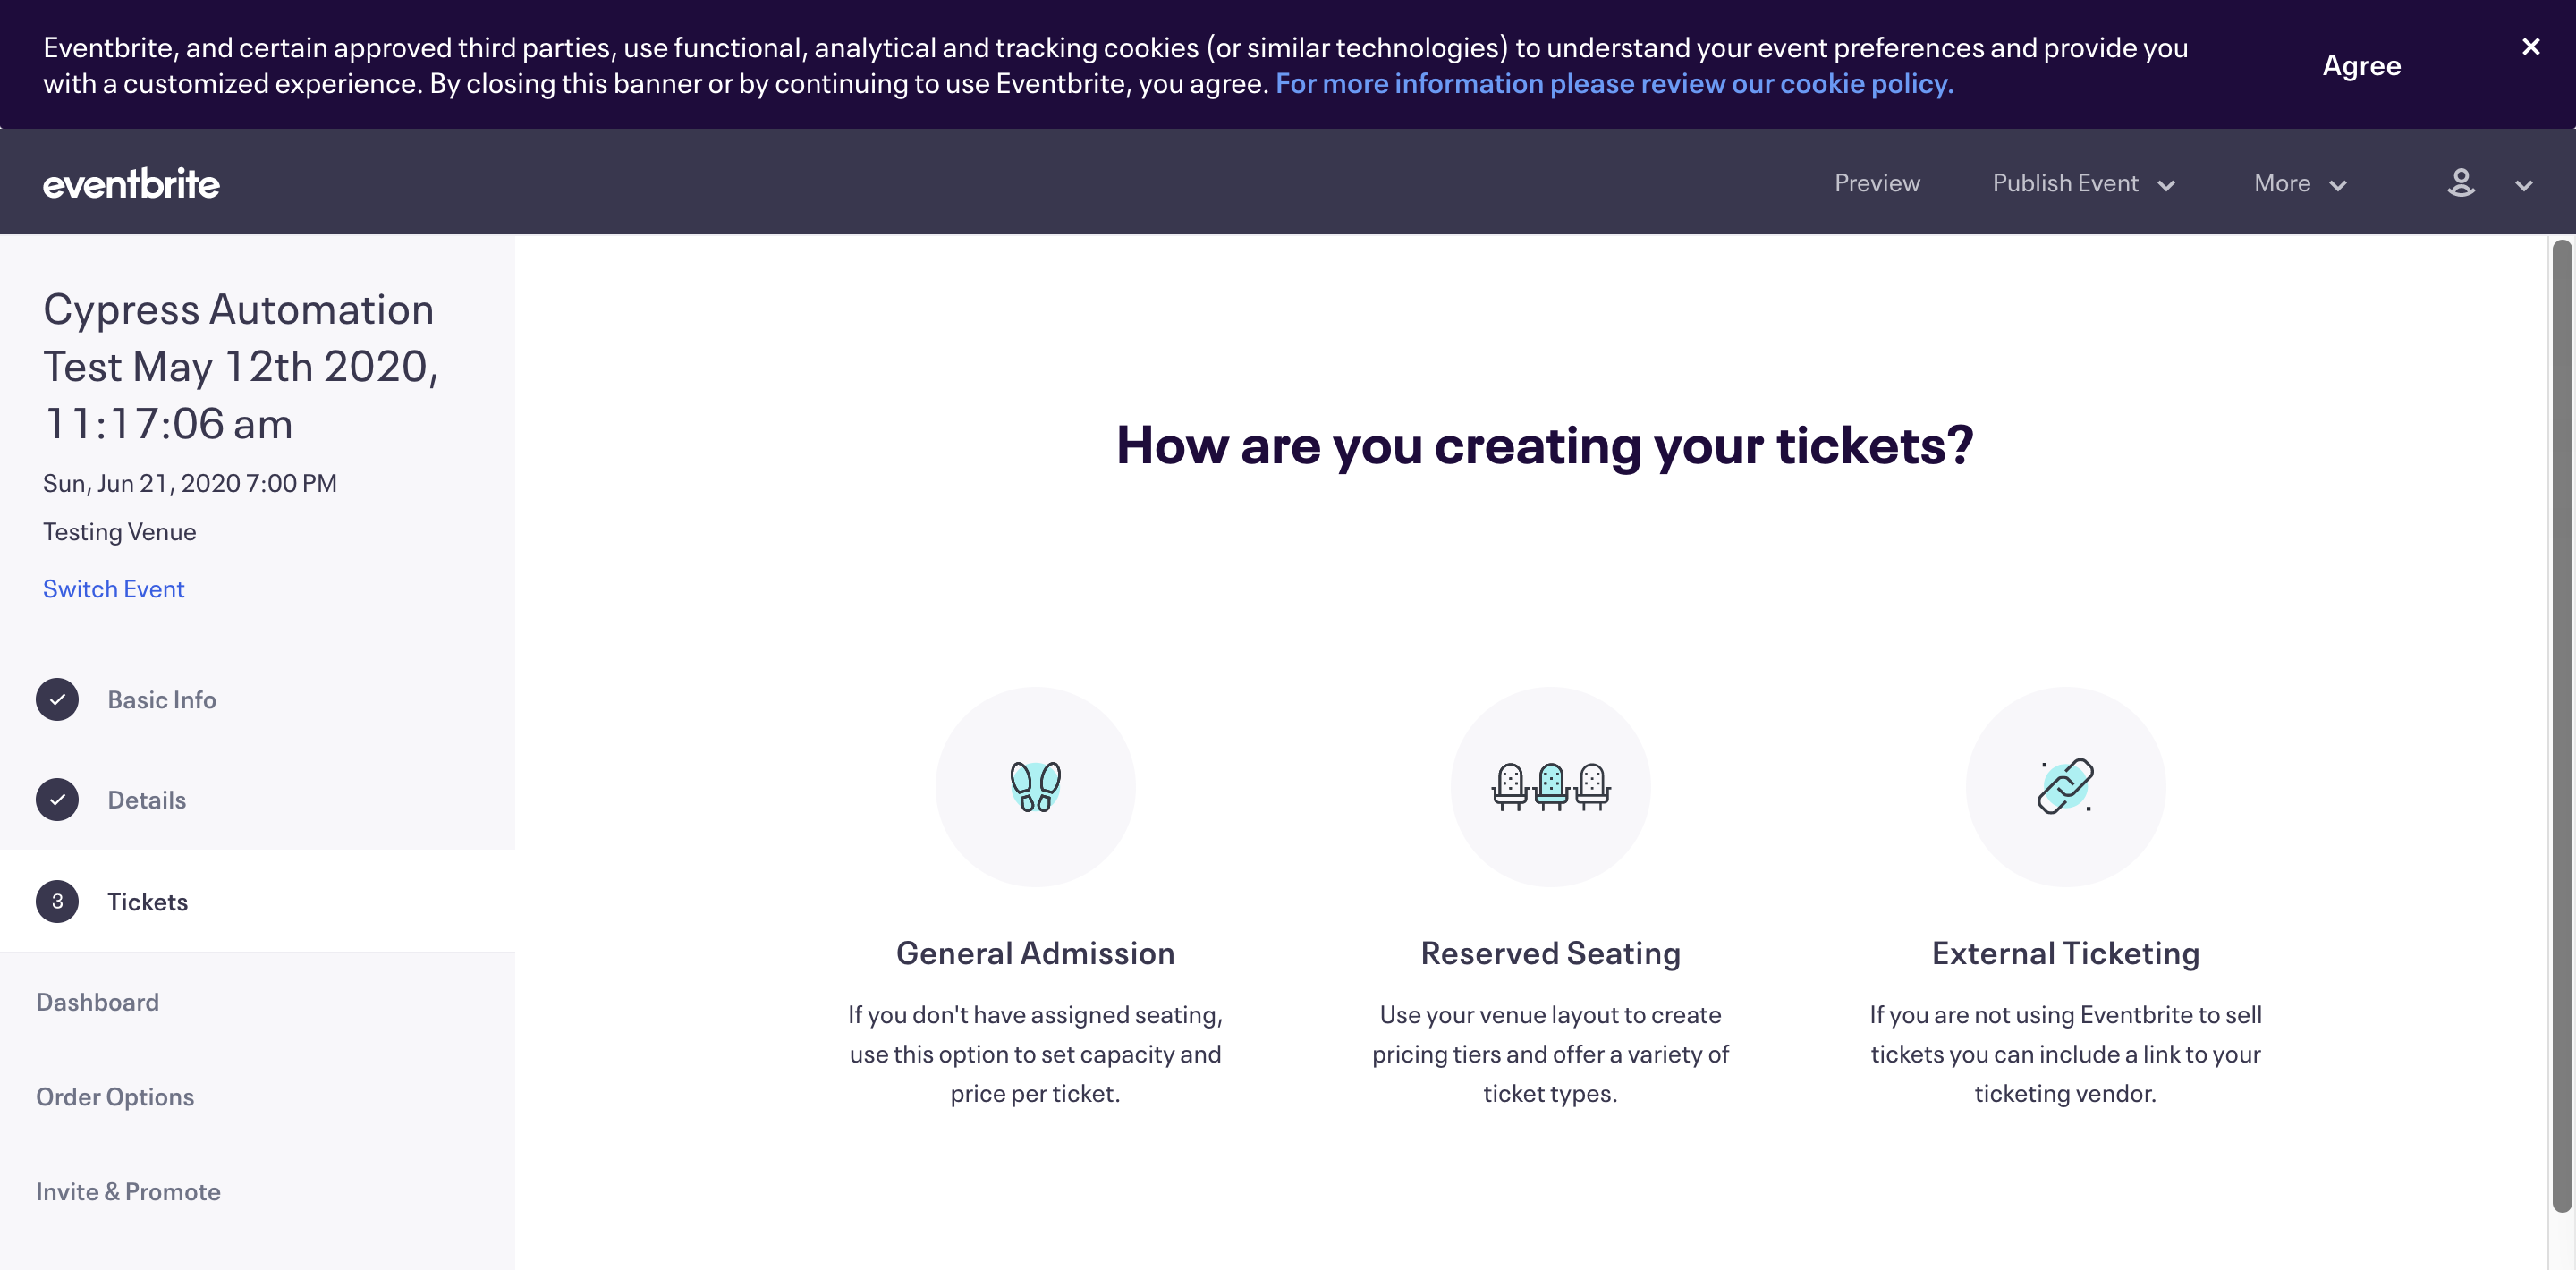 Eventbrite, and certain approved third parties, use functional, analytical and tracking cookies (or similar technologies) to understand your event preferences and provide you
with a customized experience. By closing this banner or by continuing to use Eventbrite, you agree. For more information please review our cookie policy.
Agree
eventbrite
Preview
Publish Event
More
Cypress Automation
Test May 12th 2020,
11:17:06 am
Sun, Jun 21, 2020 7:00 PM
Testing Venue
Switch Event
Basic Info
Details
3 Tickets
Dashboard
Order Options
Invite & Promote
How are you creating your tickets?
General Admission
If you don't have assigned seating,
use this option to set capacity and
price per ticket.
Reserved Seating
Use your venue layout to create
pricing tiers and offer a variety of
ticket types.
External Ticketing
If you are not using Eventbrite to sell
tickets you can include a link to your
ticketing vendor.